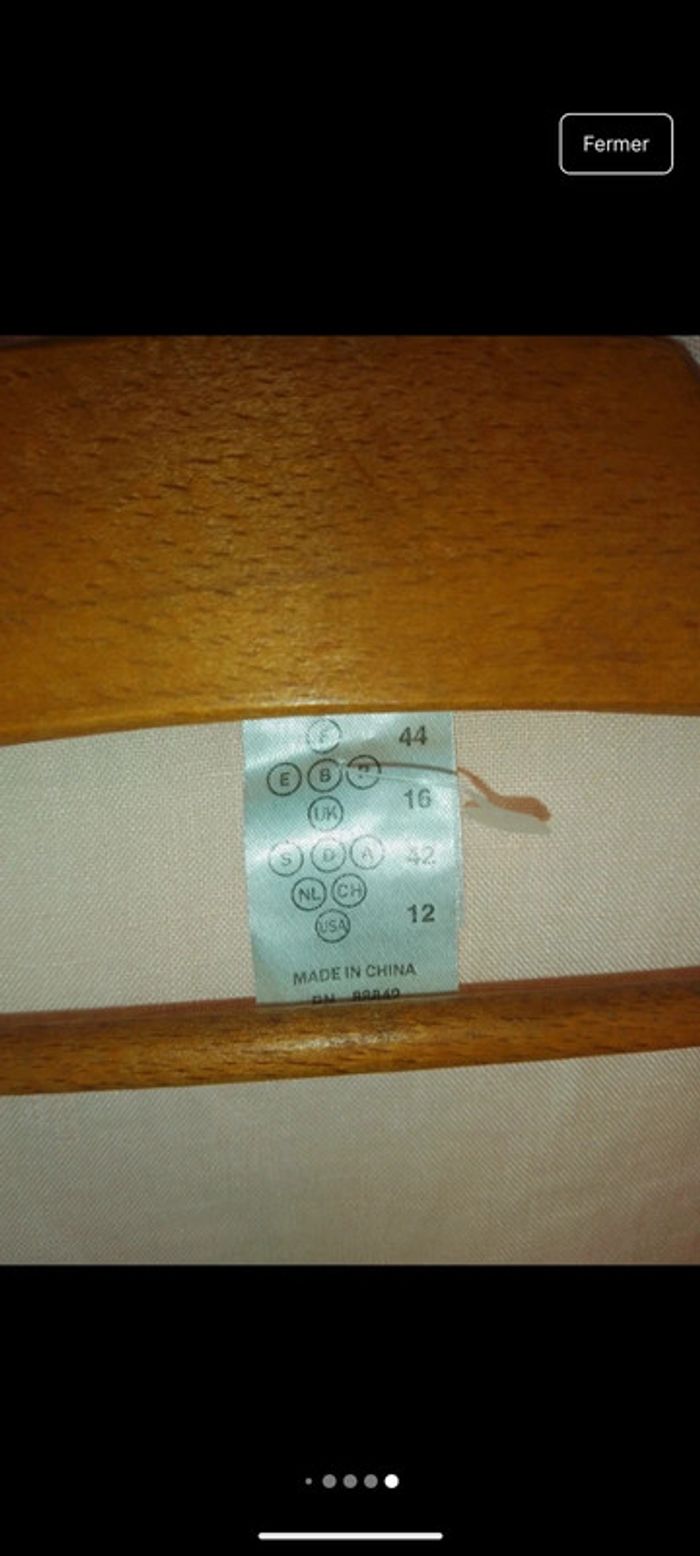 Fermer
F 44
E B P
16
UK
S D A 42
NL CH
12
USA
MADE IN CHINA